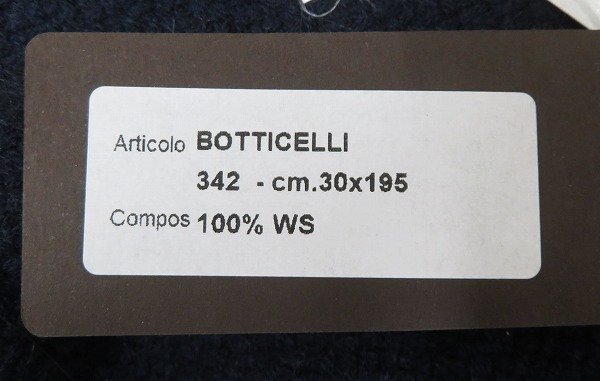 Articolo BOTTICELLI
342 - cm.30x195
Compos 100% WS